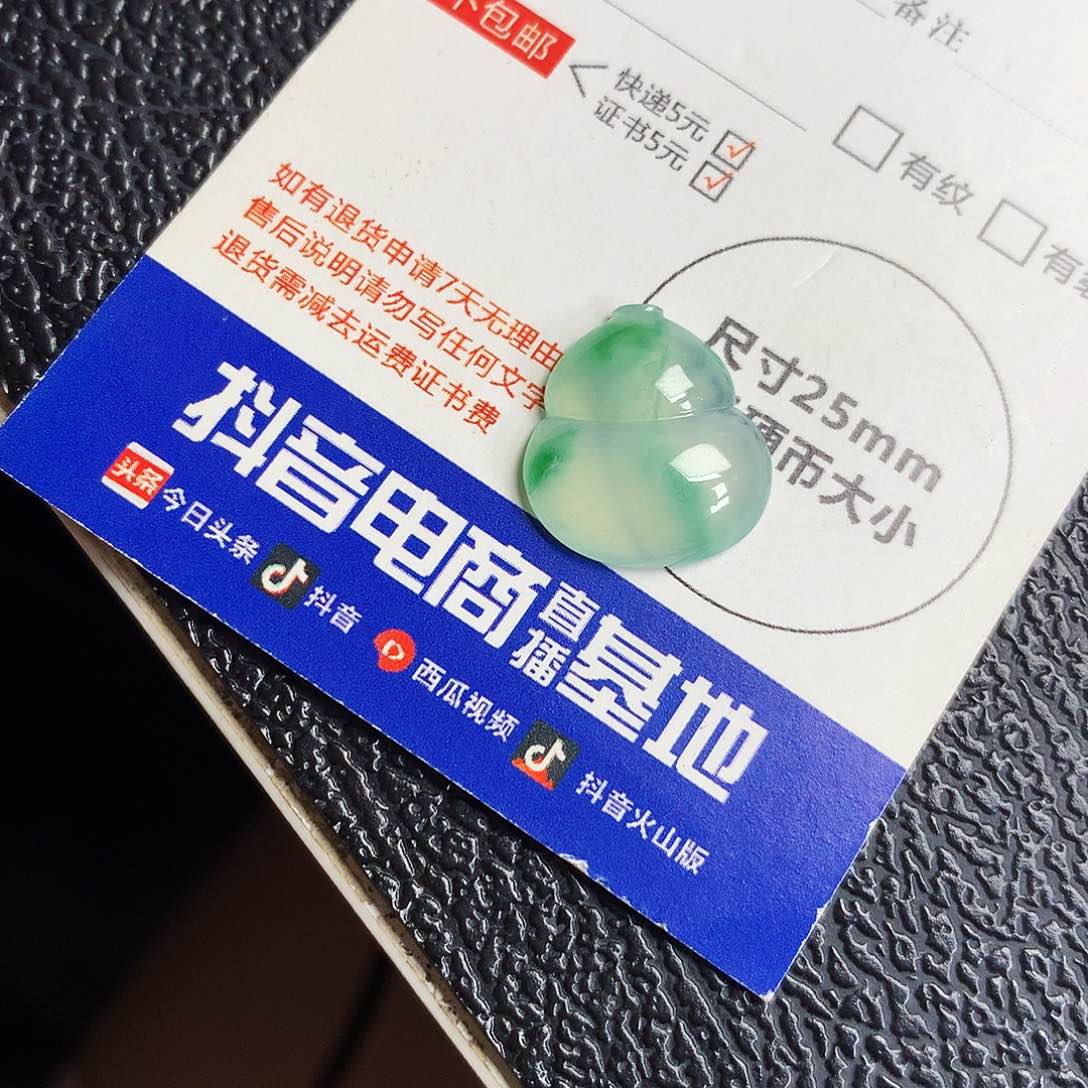 备注
包邮
快递5元
证书5元
有纹
有
如有退货申请7天无理由
售后说明请勿写任何文字
退货需减去运费证书费
尺寸25mm
硬币大小
抖音电商直播基地
头条 今日头条 抖音 西瓜视频 抖音火山版